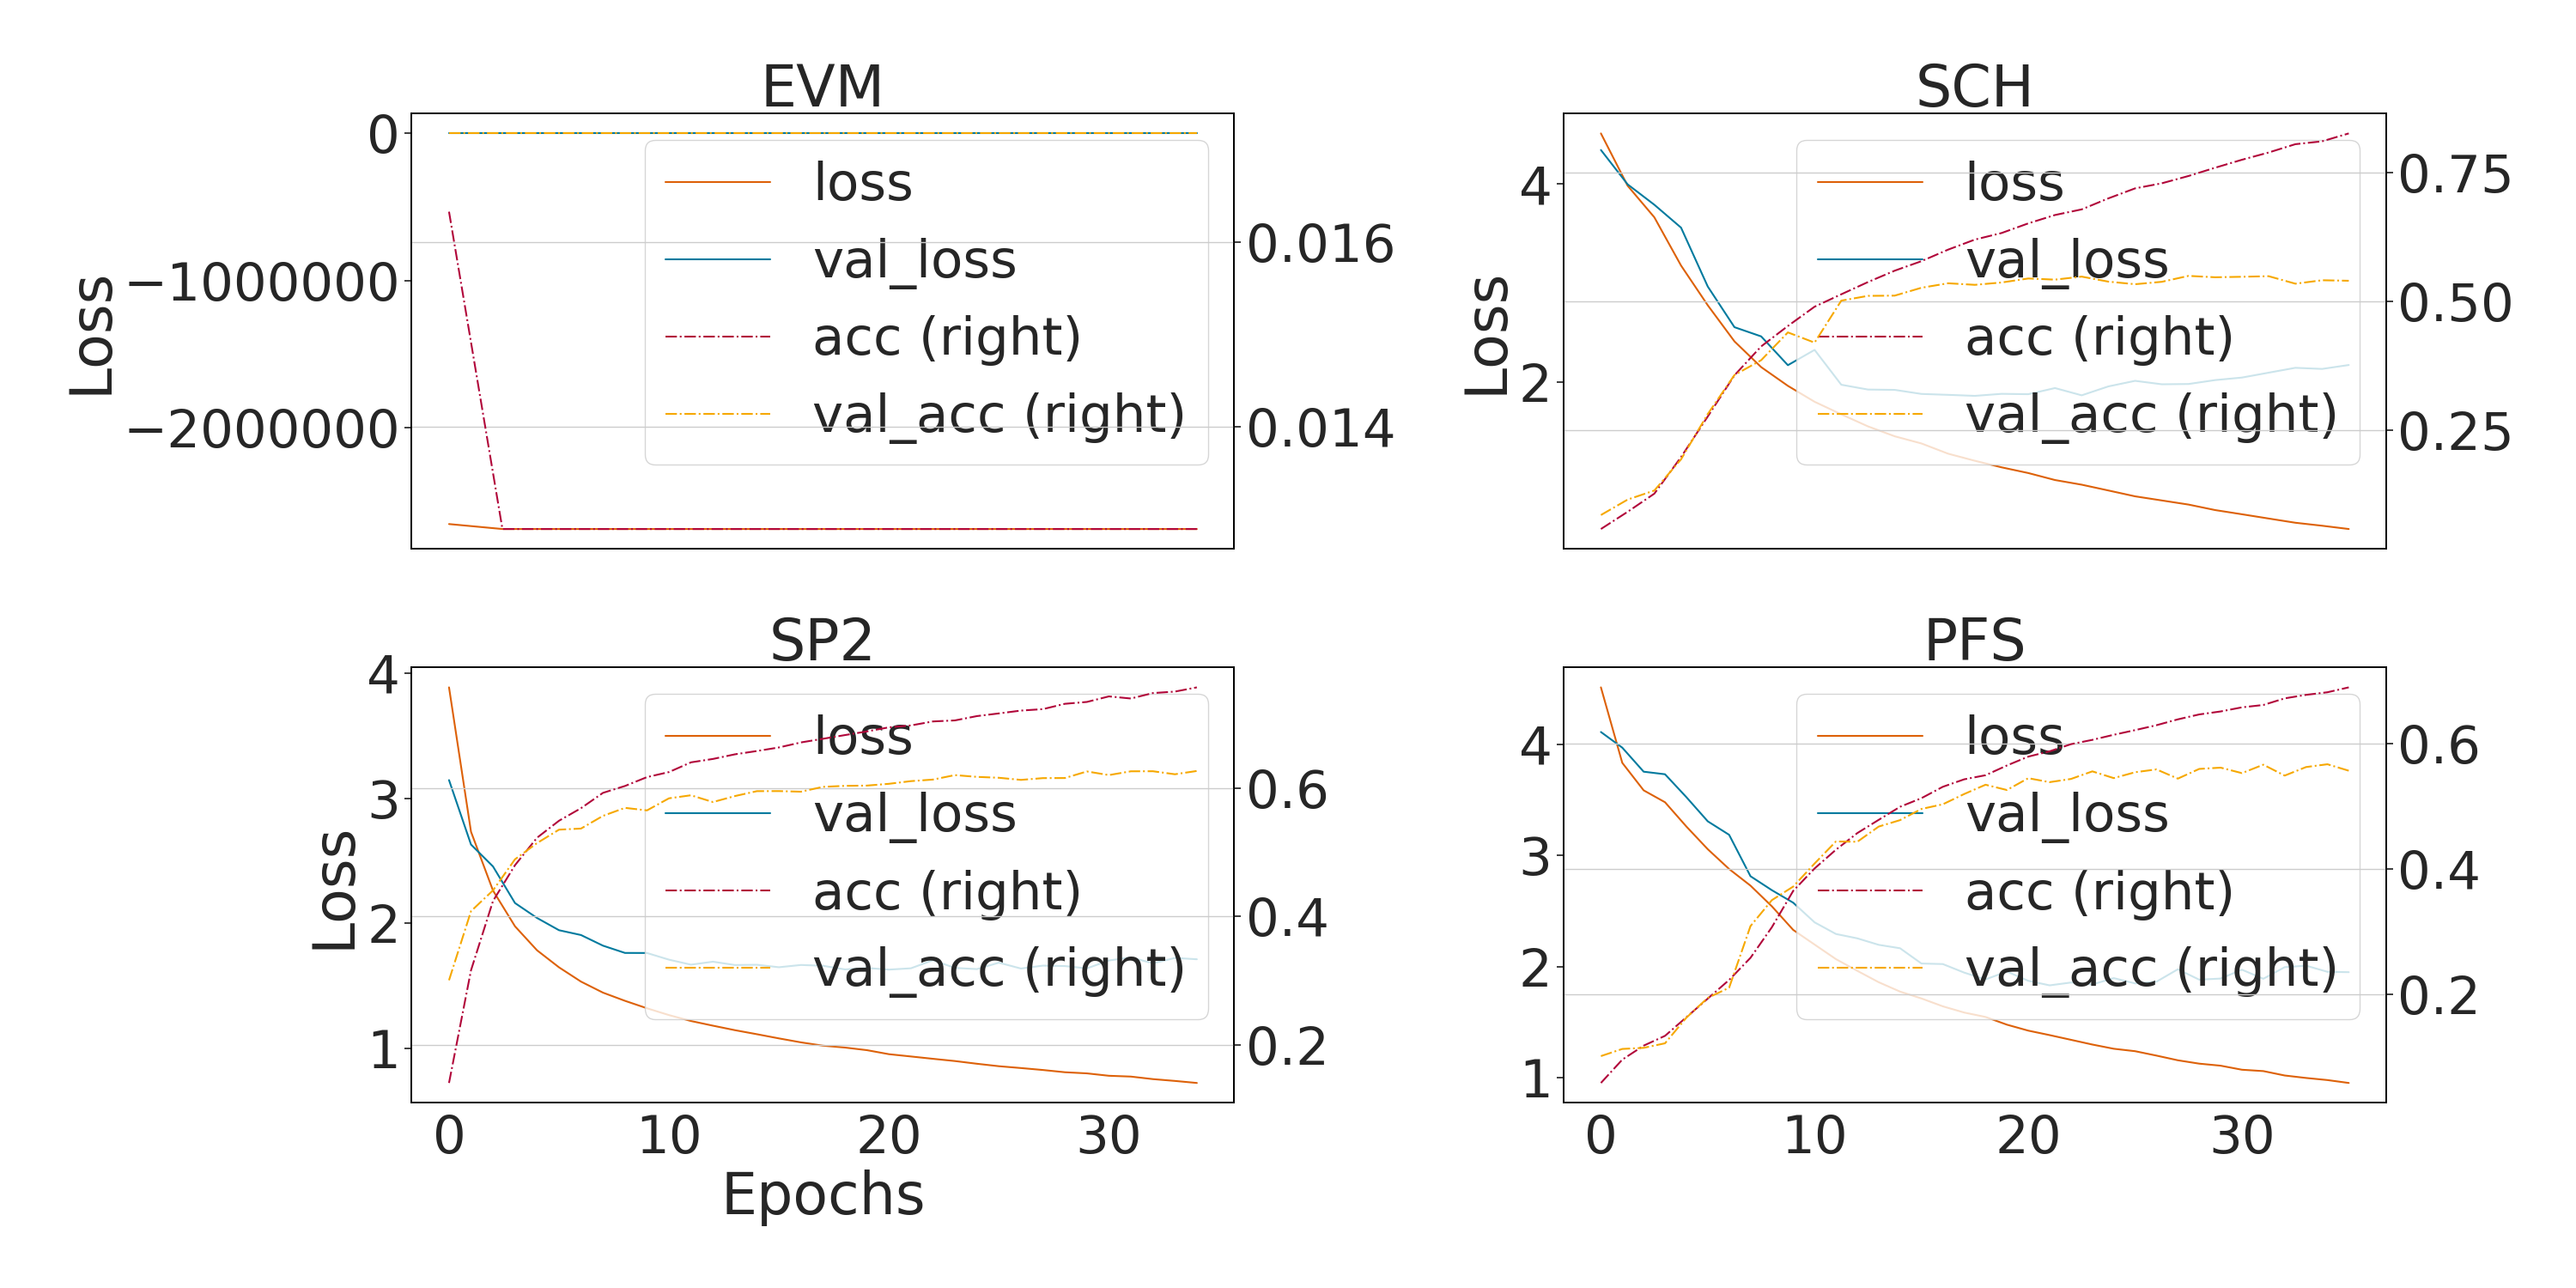 EVM
0
−1000000
−2000000
Loss
0.016
0.014
loss
val_loss
acc (right)
val_acc (right)
SCH
4
2
Loss
0.75
0.50
0.25
loss
val_loss
acc (right)
val_acc (right)
SP2
4
3
2
1
Loss
0.6
0.4
0.2
loss
val_loss
acc (right)
val_acc (right)
0 10 20 30
Epochs
PFS
4
3
2
1
0.6
0.4
0.2
loss
val_loss
acc (right)
val_acc (right)
0 10 20 30